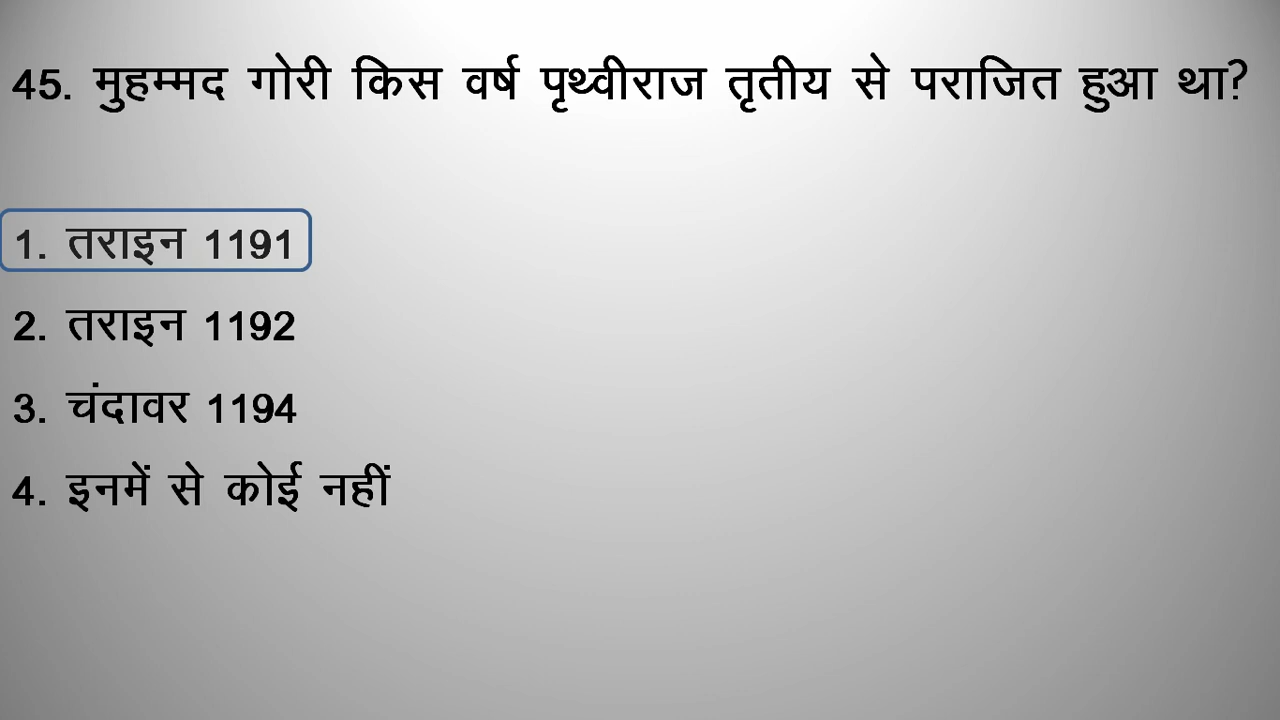 45. मुहम्मद गोरी किस वर्ष पृथ्वीराज तृतीय से पराजित हुआ था?
1. तराइन 1191
2. तराइन 1192
3. चंदावर 1194
4. इनमें से कोई नहीं